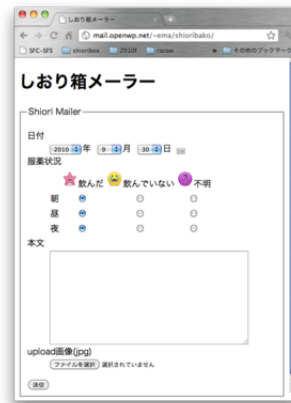 しおり箱メーラー
mail.openwp.net/~ema/shioribako/
SFC-SFS shioribox 2010f racow » その他のブックマーク
しおり箱メーラー
Shiori Mailer
日付
2010 年 9 月 30 日
服薬状況
飲んだ 飲んでいない 不明
朝
昼
夜
本文
upload画像(jpg)
ファイルを選択 選択されていません
送信